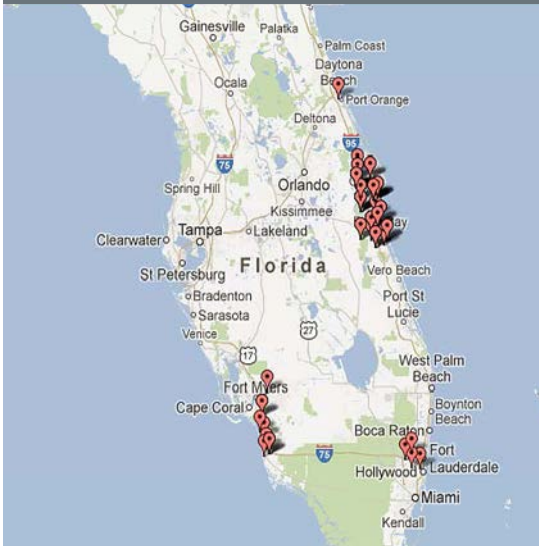 Gainesville
Palatka
Palm Coast
Daytona
Beach
Port Orange
Ocala
Deltona
95
75
Spring Hill
Orlando
Kissimmee
Clearwater
Tampa
Lakeland
ay
St Petersburg
Florida
Vero Beach
Bradenton
Port St
Lucie
Sarasota
Venice
27
17
West Palm
Beach
Fort Myers
Cape Coral
Boynton
Beach
Boca Raton
75
Fort
Lauderdale
Hollywood
Miami
Kendall